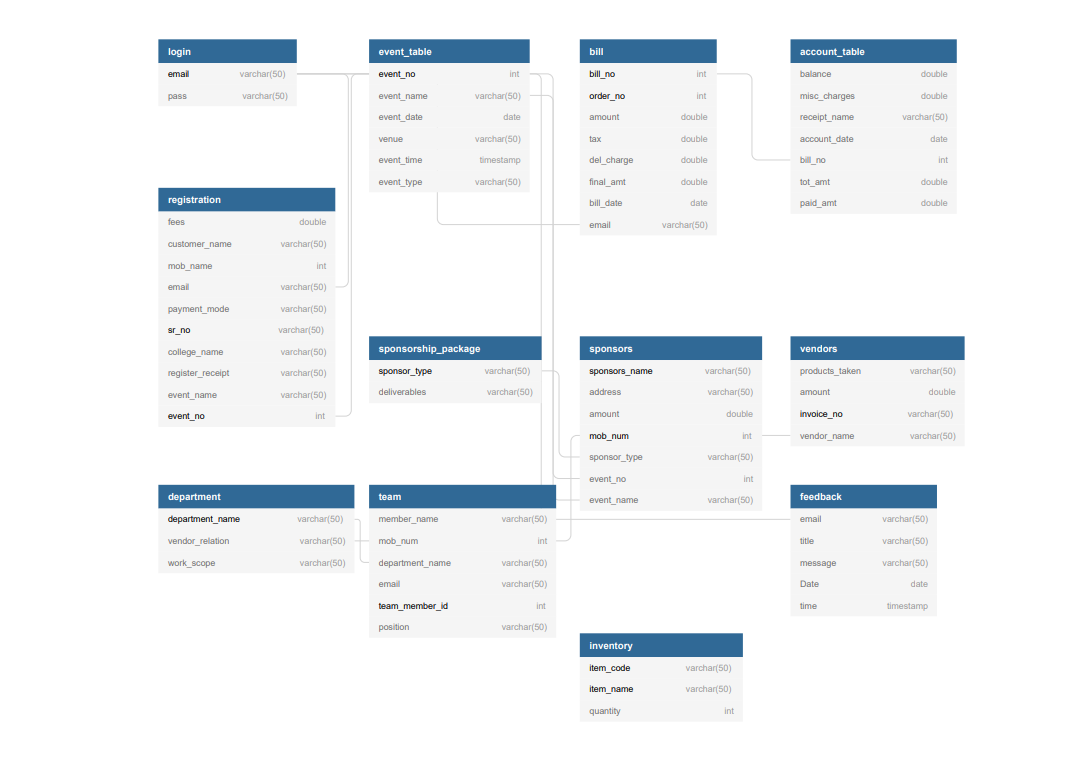 login
email varchar(50)
pass varchar(50)
event_table
event_no int
event_name varchar(50)
event_date date
venue varchar(50)
event_time timestamp
event_type varchar(50)
bill
bill_no int
order_no int
amount double
tax double
del_charge double
final_amt double
bill_date date
email varchar(50)
account_table
balance double
misc_charges double
receipt_name varchar(50)
account_date date
bill_no int
tot_amt double
paid_amt double
registration
fees double
customer_name varchar(50)
mob_name int
email varchar(50)
payment_mode varchar(50)
sr_no varchar(50)
college_name varchar(50)
register_receipt varchar(50)
event_name varchar(50)
event_no int
sponsorship_package
sponsor_type varchar(50)
deliverables varchar(50)
sponsors
sponsors_name varchar(50)
address varchar(50)
amount double
mob_num int
sponsor_type varchar(50)
event_no int
event_name varchar(50)
vendors
products_taken varchar(50)
amount double
invoice_no varchar(50)
vendor_name varchar(50)
department
department_name varchar(50)
vendor_relation varchar(50)
work_scope varchar(50)
team
member_name varchar(50)
mob_num int
department_name varchar(50)
email varchar(50)
team_member_id int
position varchar(50)
feedback
email varchar(50)
title varchar(50)
message varchar(50)
Date date
time timestamp
inventory
item_code varchar(50)
item_name varchar(50)
quantity int